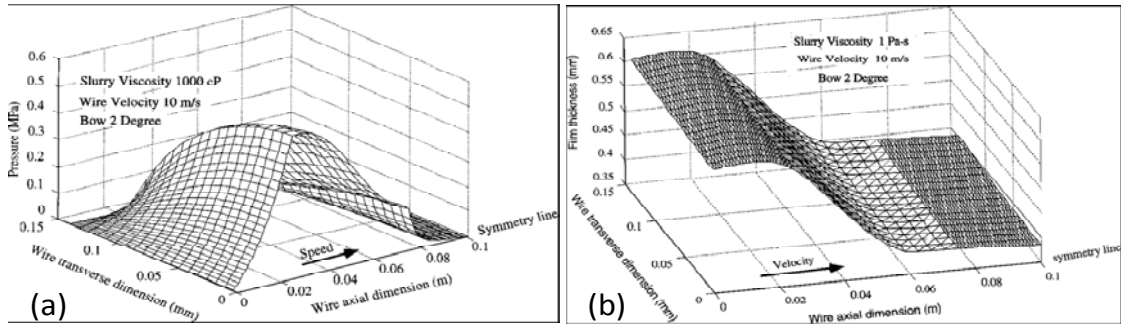 0.6
0.5
0.4
0.3
0.2
0.1
0
Pressure (MPa)
Slurry Viscosity 1000 cP
Wire Velocity 10 m/s
Bow 2 Degree
0.15
0.1
0.05
0
Wire transverse dimension (mm)
0
0.02
0.04
0.06
0.08
0.1
Wire axial dimension (m)
Speed
Symmetry line
(a)
0.65
0.6
0.55
0.5
0.45
0.4
0.35
Film thickness (mm)
Slurry Viscosity 1 Pa-s
Wire Velocity 10 m/s
Bow 2 Degree
0.15
0.1
0.05
0
Wire transverse dimension (mm)
0
0.02
0.04
0.06
0.08
0.1
Wire axial dimension (m)
Velocity
symmetry line
(b)